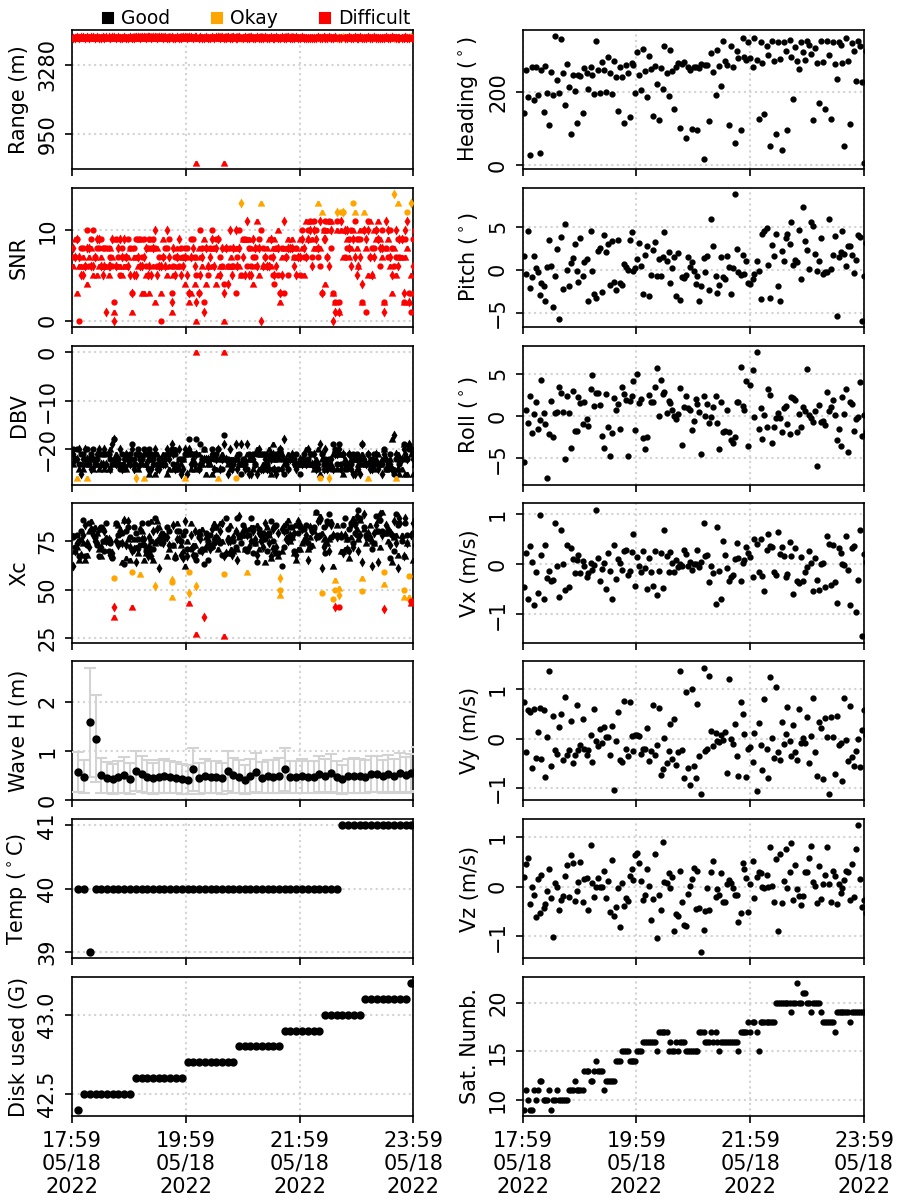 Good Okay Difficult
Range (m)
3280
950
Heading (°)
200
0
SNR
10
0
Pitch (°)
5
0
−5
DBV
0
−10
−20
Roll (°)
5
0
−5
Xc
75
50
25
Vx (m/s)
1
0
−1
Wave H (m)
2
1
0
Vy (m/s)
1
0
−1
Temp (°C)
41
40
39
Vz (m/s)
1
0
−1
Disk used (G)
43.0
42.5
Sat. Numb.
20
15
10
17:59 19:59 21:59 23:59 17:59 19:59 21:59 23:59
05/18 05/18 05/18 05/18 05/18 05/18 05/18 05/18
2022 2022 2022 2022 2022 2022 2022 2022